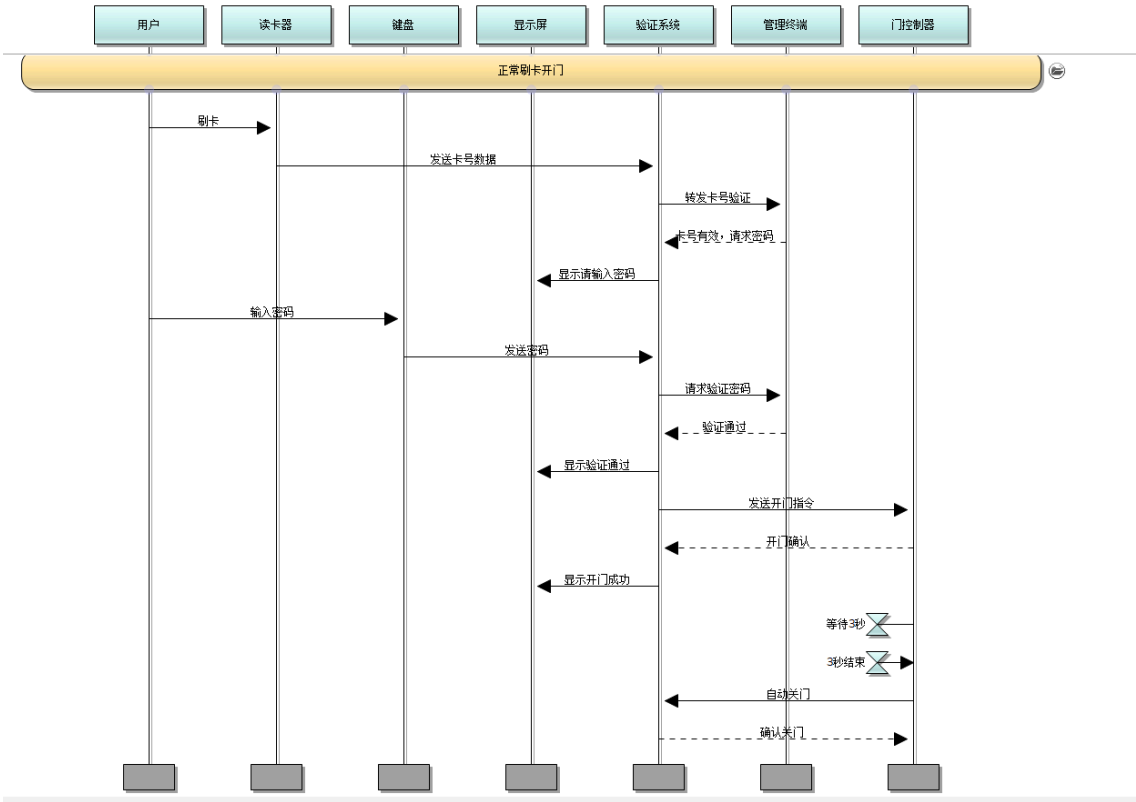 用户
读卡器
键盘
显示屏
验证系统
管理终端
门控制器
正常刷卡开门
刷卡
发送卡号数据
转发卡号验证
卡号有效，请求密码
显示请输入密码
输入密码
发送密码
请求验证密码
验证通过
显示验证通过
发送开门指令
开门确认
显示开门成功
等待3秒
3秒结束
自动关门
确认关门